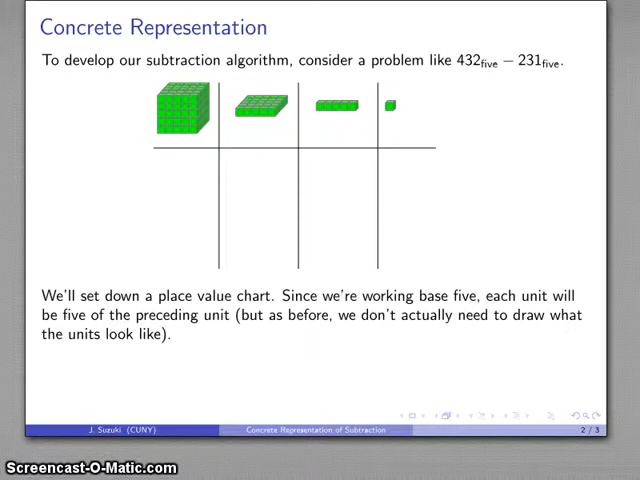 Concrete Representation
To develop our subtraction algorithm, consider a problem like 432five − 231five.
We'll set down a place value chart. Since we're working base five, each unit will
be five of the preceding unit (but as before, we don't actually need to draw what
the units look like).
J. Suzuki (CUNY) Concrete Representation of Subtraction 2 / 3
Screencast-O-Matic.com